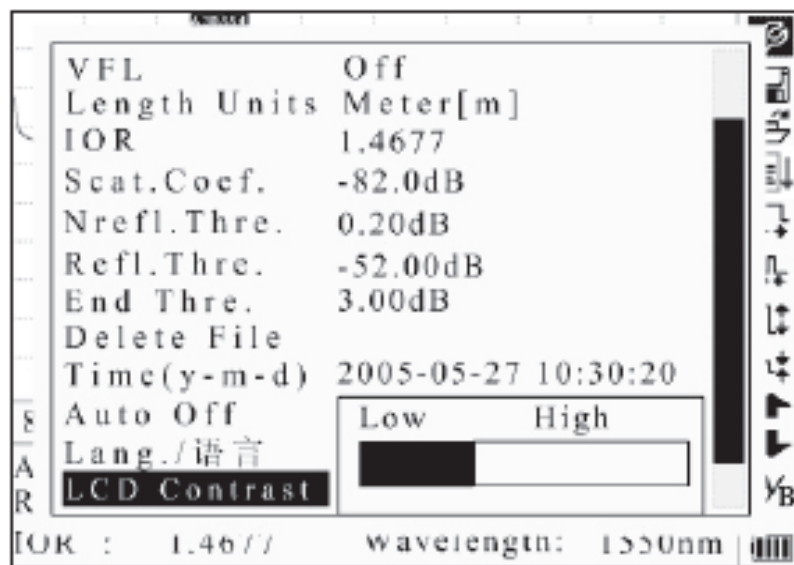 VFL Off
Length Units Meter[m]
IOR 1.4677
Scat.Coef. -82.0dB
Nrefl.Thre. 0.20dB
Refl.Thre. -52.00dB
End Thre. 3.00dB
Delete File
Time(y-m-d) 2005-05-27 10:30:20
Auto Off
Low High
Lang./语言
LCD Contrast
A
R
IOR : 1.4677 Wavelength: 1550nm